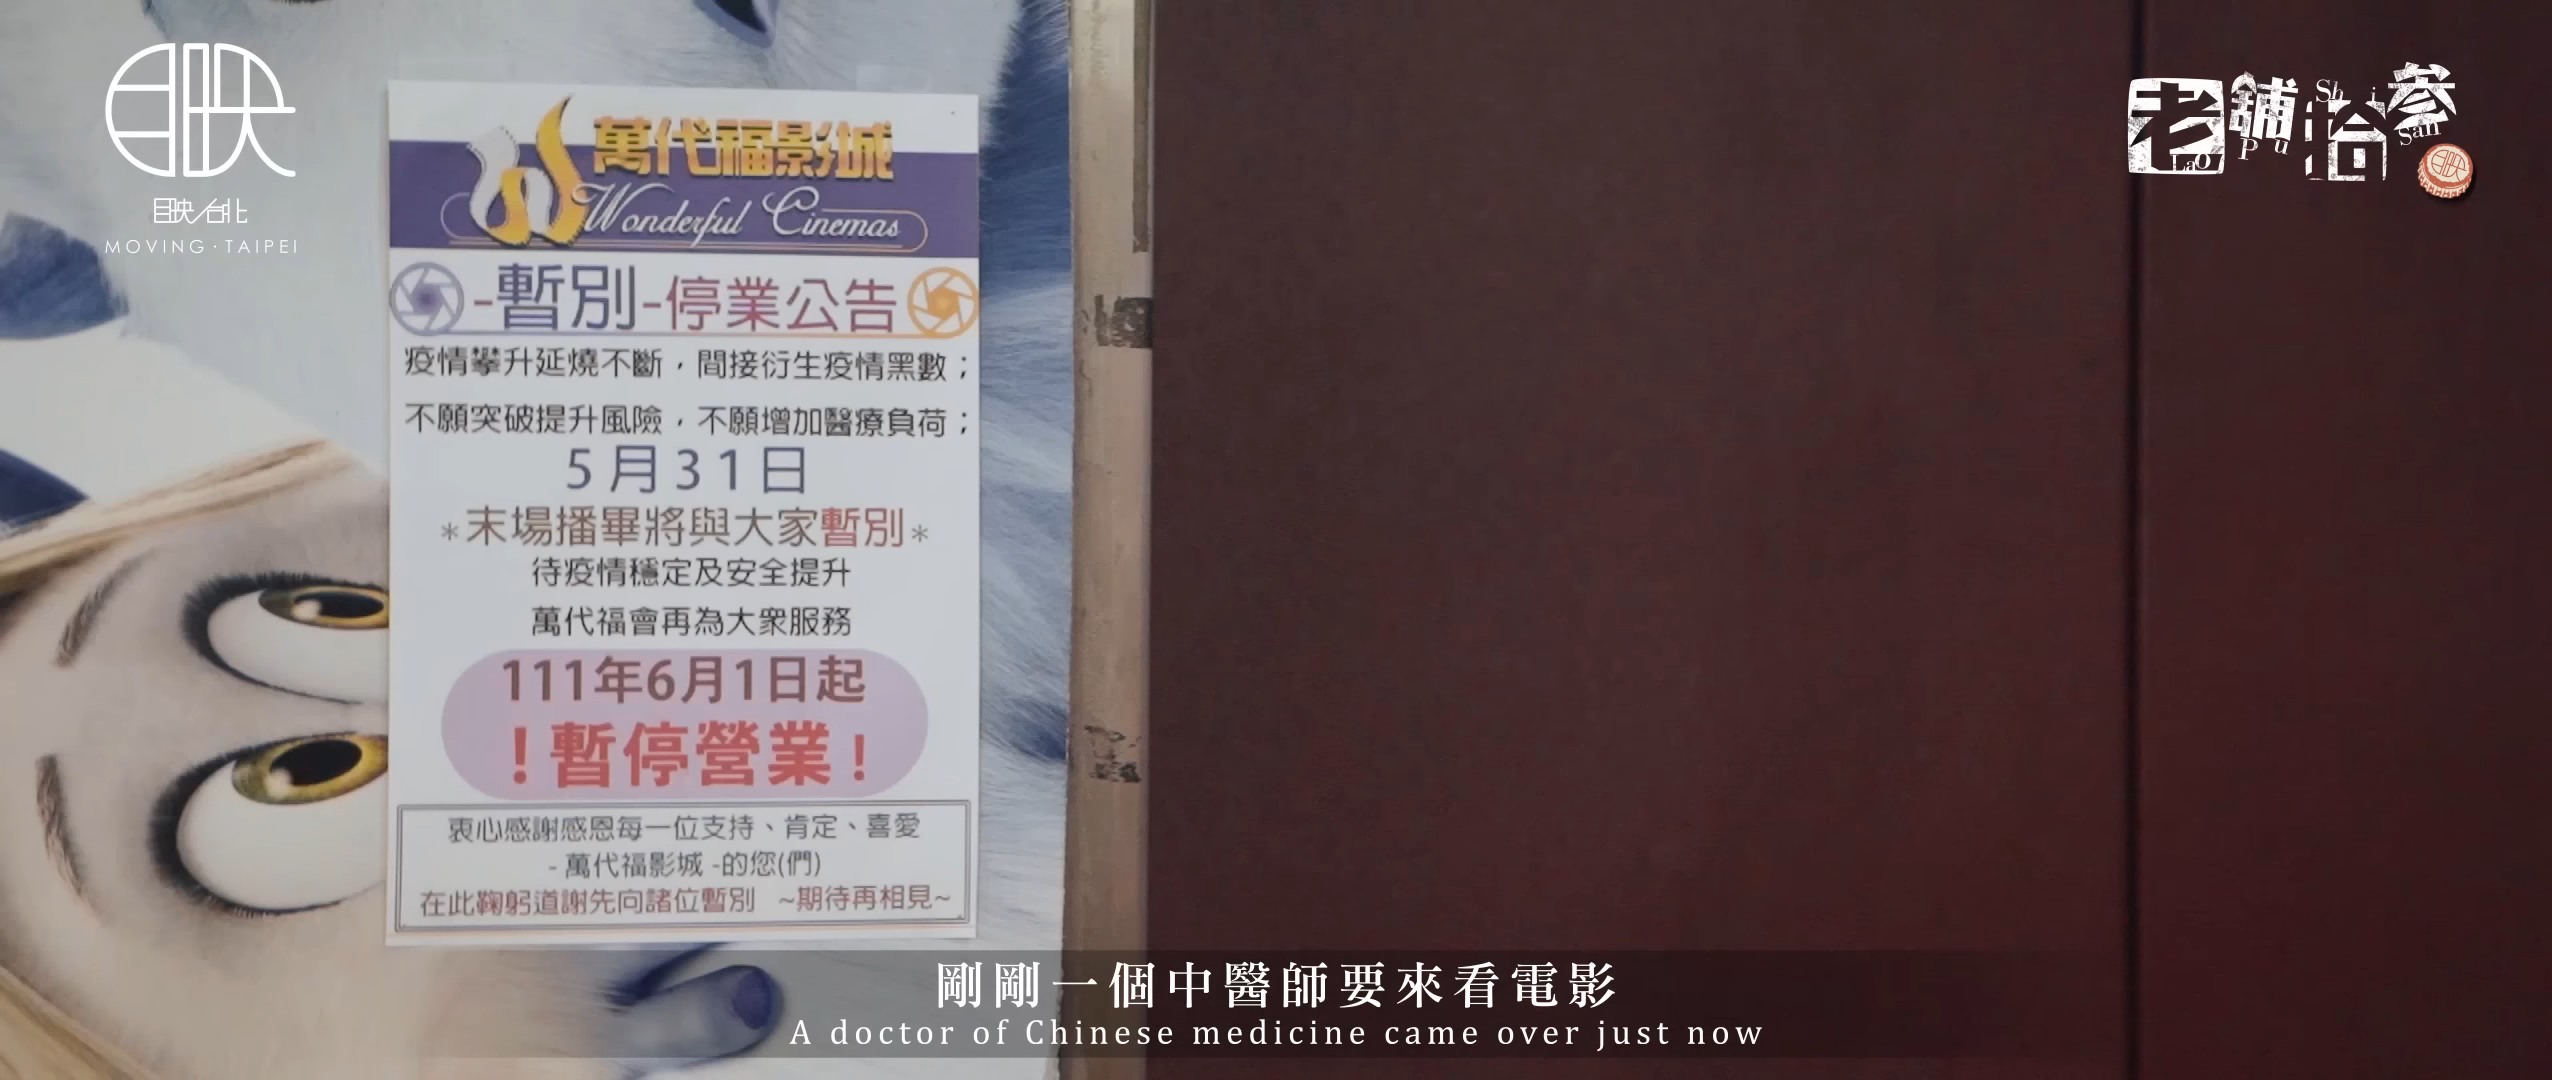 目映
目映台北
MOVING·TAIPEI
老舖拾參
Lao Pu Shi San
萬代福影城
Wonderful Cinemas
-暫別-停業公告
疫情攀升延燒不斷，間接衍生疫情黑數；
不願突破提升風險，不願增加醫療負荷；
5月31日
*末場播畢將與大家暫別*
待疫情穩定及安全提升
萬代福會再為大眾服務
111年6月1日起
！暫停營業！
衷心感謝感恩每一位支持、肯定、喜愛
-萬代福影城-的您(們)
在此鞠躬道謝先向諸位暫別 ~期待再相見~
剛剛一個中醫師要來看電影
A doctor of Chinese medicine came over just now